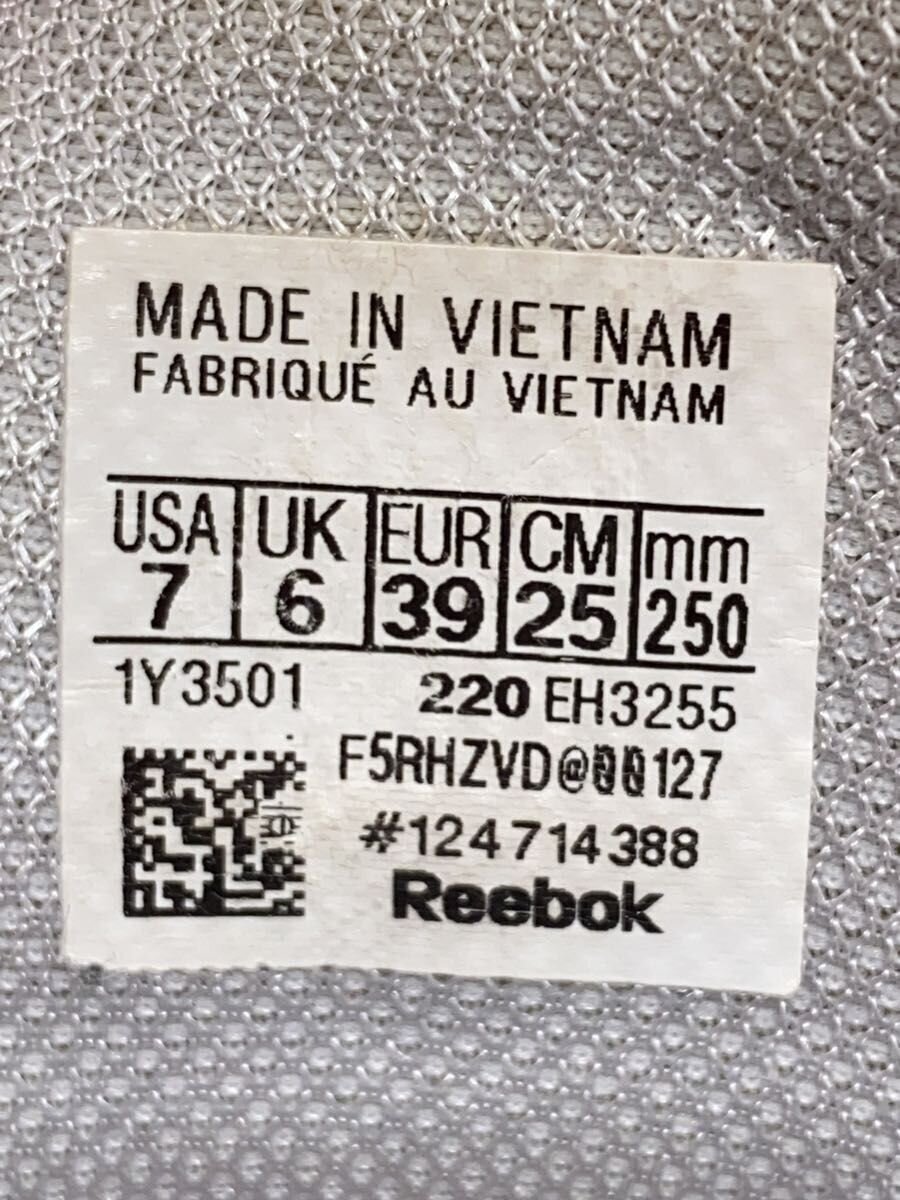 MADE IN VIETNAM
FABRIQUÉ AU VIETNAM
USA UK EUR CM mm
7 6 39 25 250
1Y3501 220 EH3255
F5RHZVD@00127
#124714388
Reebok